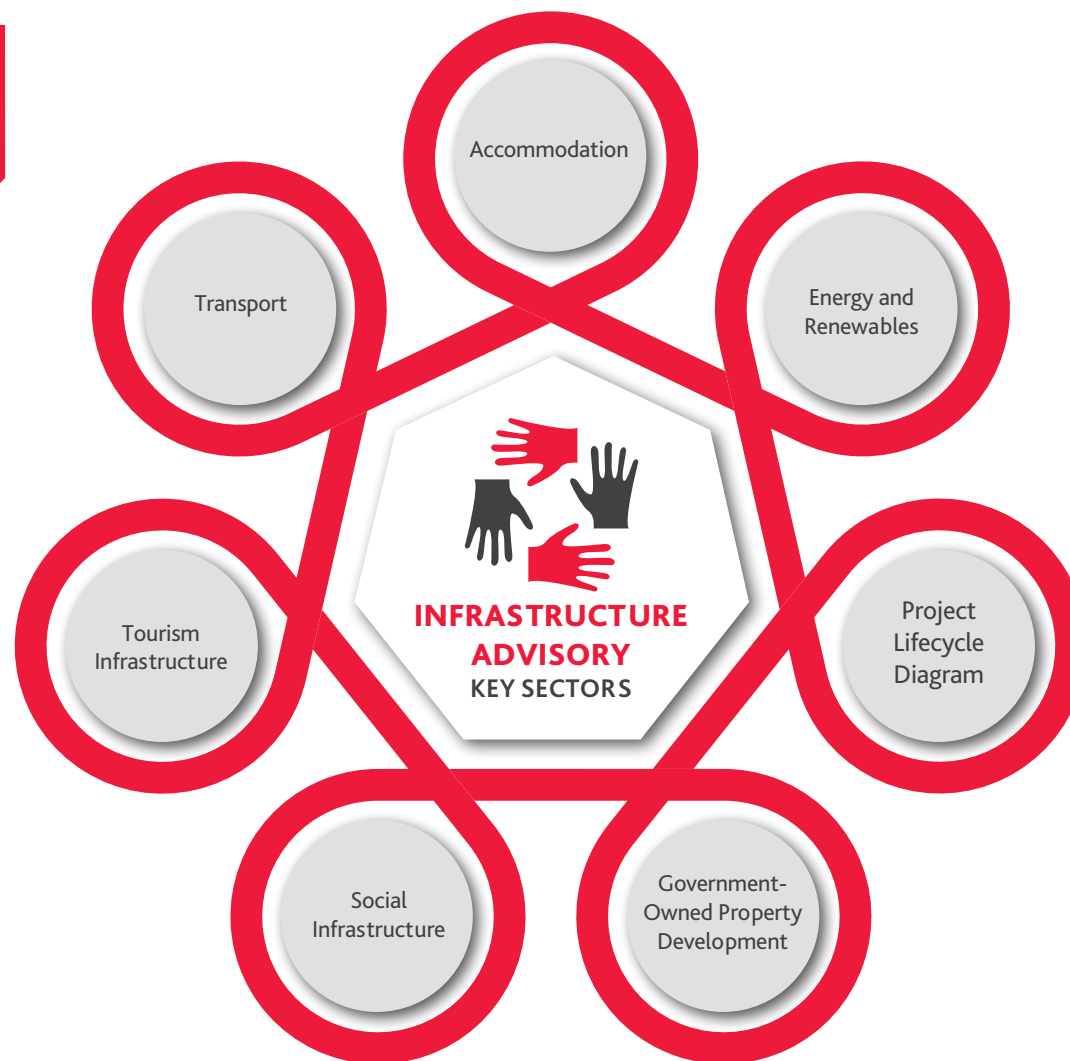 Accommodation
Transport
Energy and
Renewables
INFRASTRUCTURE
ADVISORY
KEY SECTORS
Tourism
Infrastructure
Project
Lifecycle
Diagram
Social
Infrastructure
Government-
Owned Property
Development